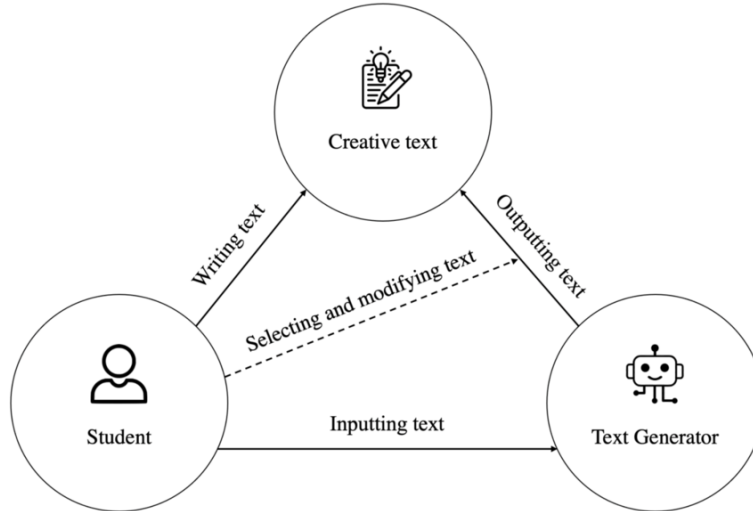 Creative text
Writing text
Outputting text
Selecting and modifying text
Student
Inputting text
Text Generator